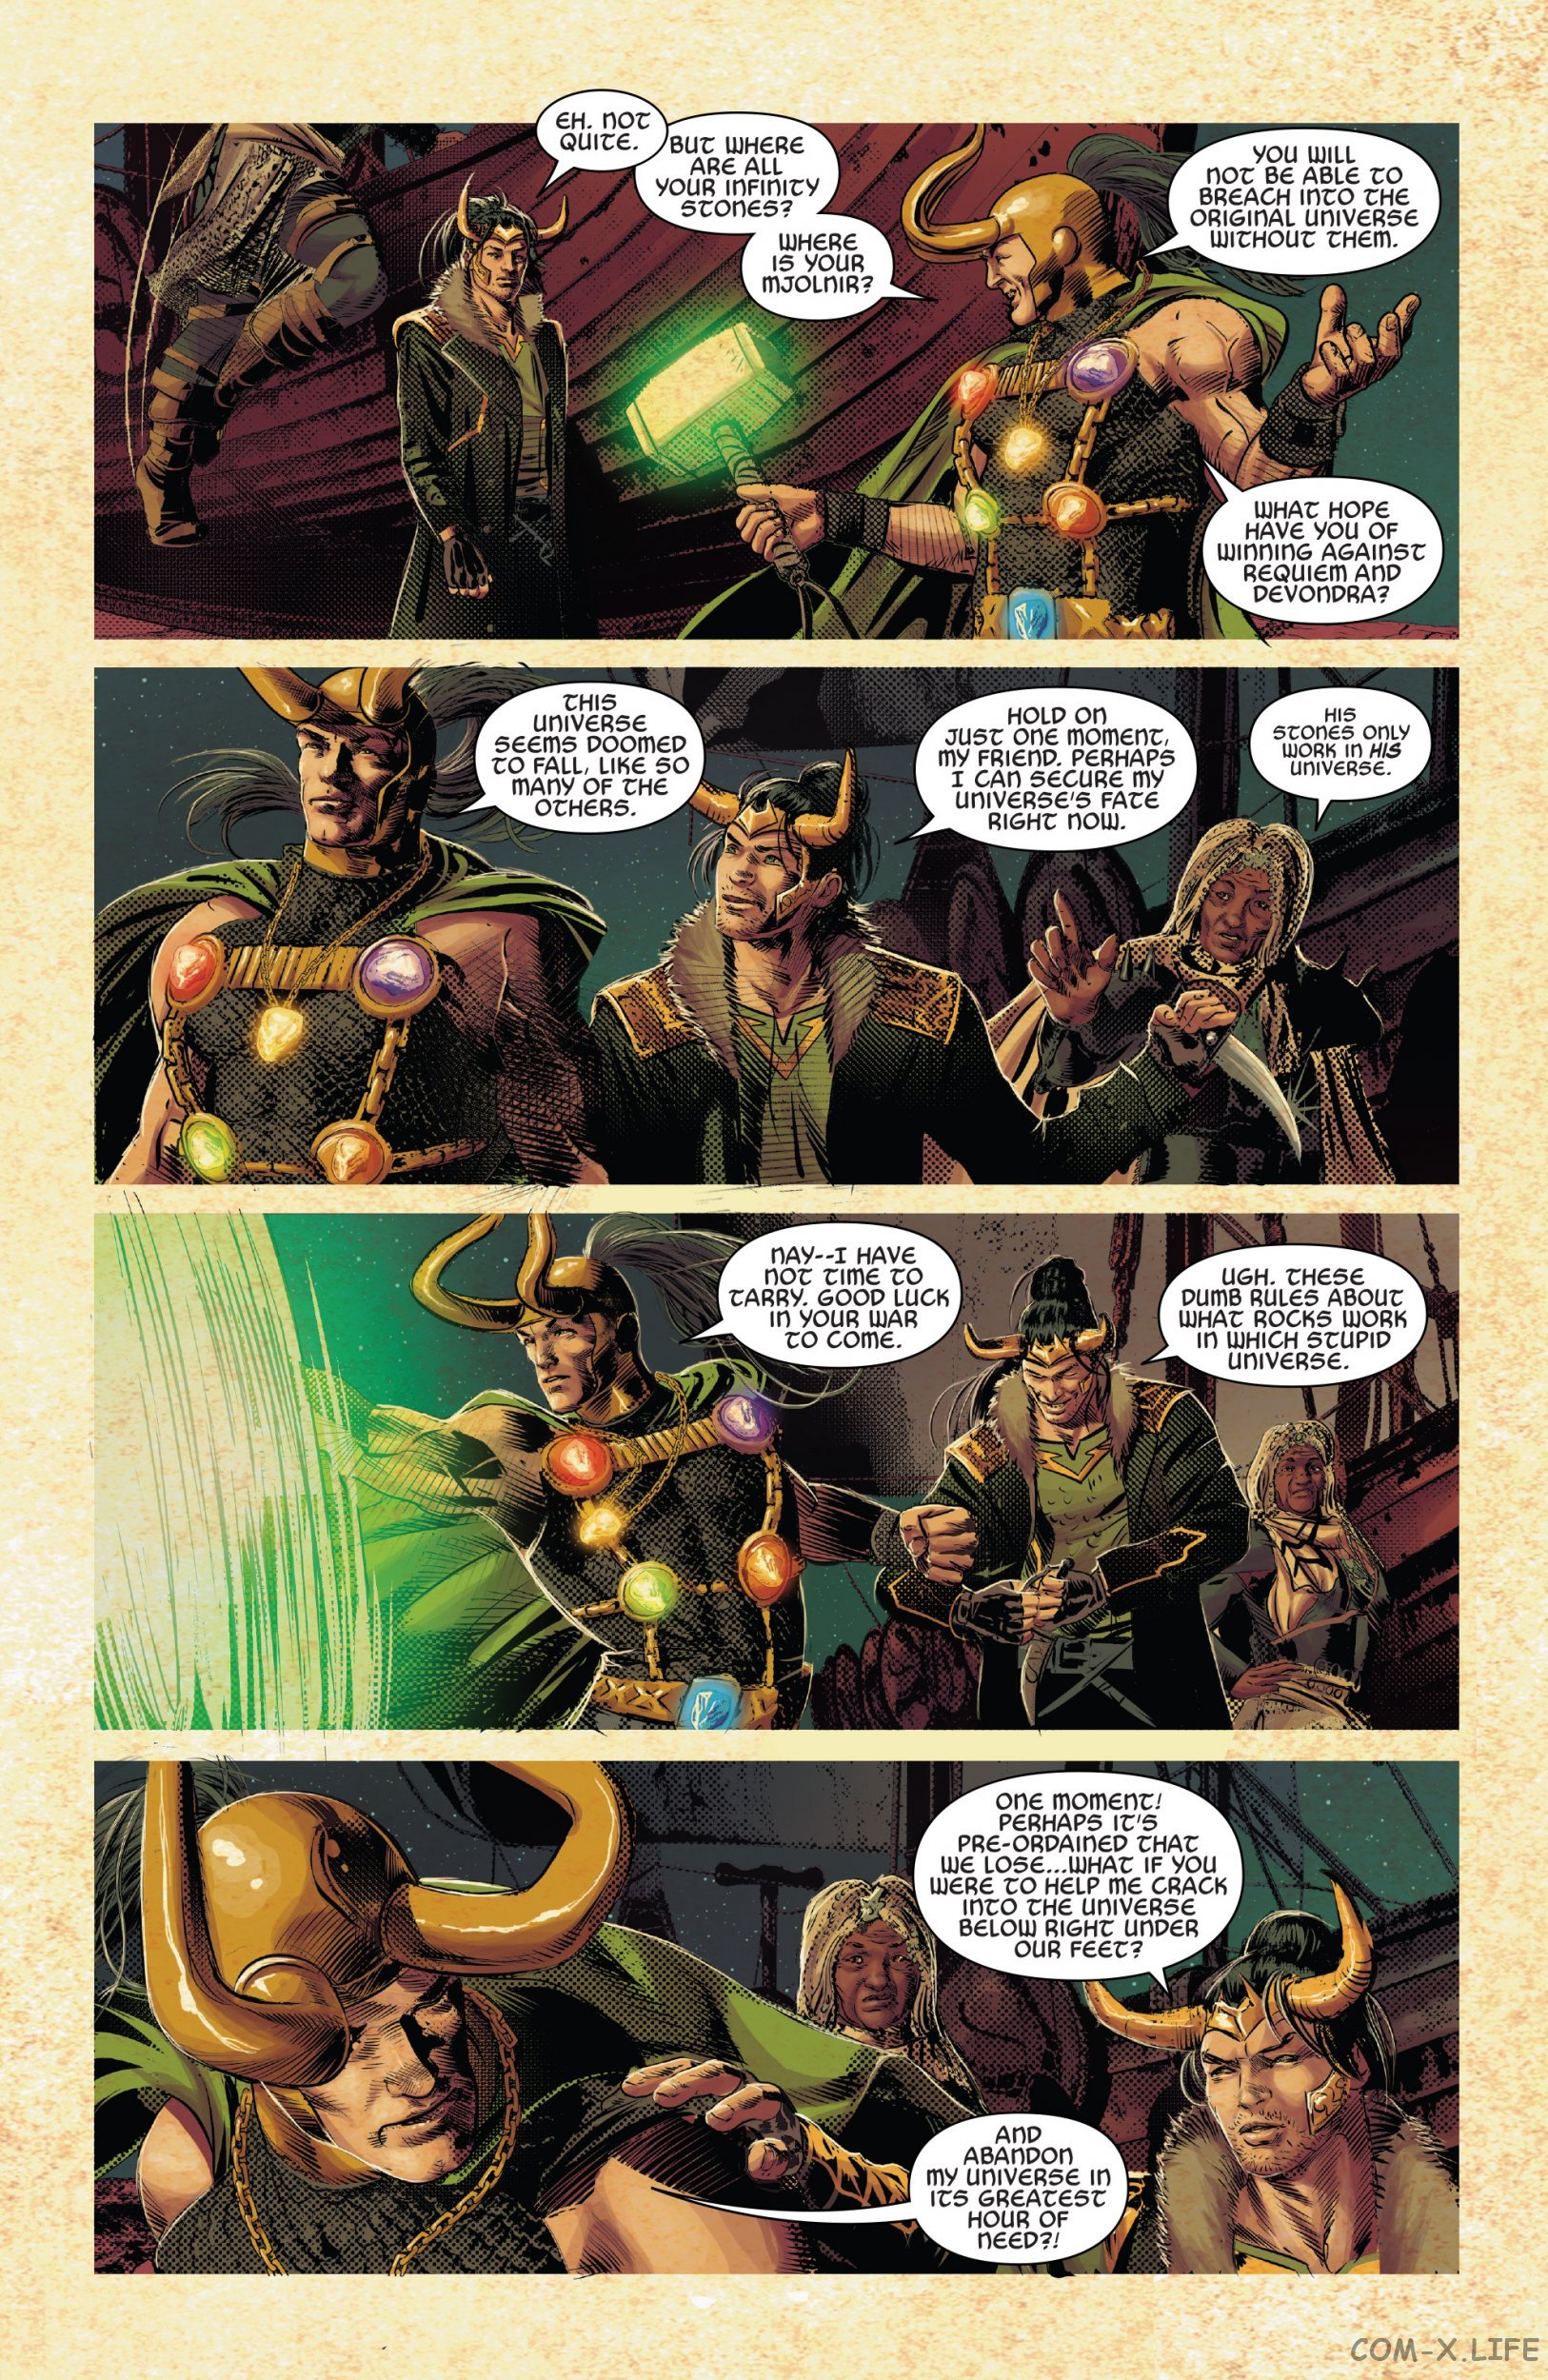 EH. NOT
QUITE.
BUT WHERE
ARE ALL
YOUR INFINITY
STONES?
WHERE
IS YOUR
MJOLNIR?
YOU WILL
NOT BE ABLE TO
BREACH INTO THE
ORIGINAL UNIVERSE
WITHOUT THEM.
WHAT HOPE
HAVE YOU OF
WINNING AGAINST
REQUIEM AND
DEVONDRA?
THIS
UNIVERSE
SEEMS DOOMED
TO FALL, LIKE SO
MANY OF THE
OTHERS.
HOLD ON
JUST ONE MOMENT,
MY FRIEND. PERHAPS
I CAN SECURE MY
UNIVERSE'S FATE
RIGHT NOW.
HIS
STONES ONLY
WORK IN HIS
UNIVERSE.
NAY--I HAVE
NOT TIME TO
TARRY. GOOD LUCK
IN YOUR WAR
TO COME.
UGH. THESE
DUMB RULES ABOUT
WHAT ROCKS WORK
IN WHICH STUPID
UNIVERSE.
ONE MOMENT!
PERHAPS IT'S
PRE-ORDAINED THAT
WE LOSE...WHAT IF YOU
WERE TO HELP ME CRACK
INTO THE UNIVERSE
BELOW RIGHT UNDER
OUR FEET?
AND
ABANDON
MY UNIVERSE IN
ITS GREATEST
HOUR OF
NEED?!
COM-X.LIFE